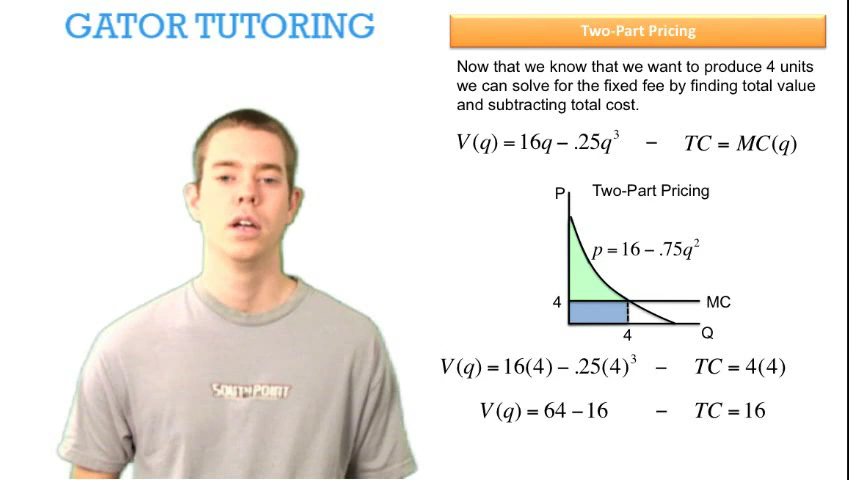 GATOR TUTORING
Two-Part Pricing
Now that we know that we want to produce 4 units
we can solve for the fixed fee by finding total value
and subtracting total cost.
V(q) = 16q − .25q³ − TC = MC(q)
P
Two-Part Pricing
p = 16 − .75q²
4
MC
4
Q
V(q) = 16(4) − .25(4)³ − TC = 4(4)
V(q) = 64 − 16 − TC = 16
SOUTH POINT